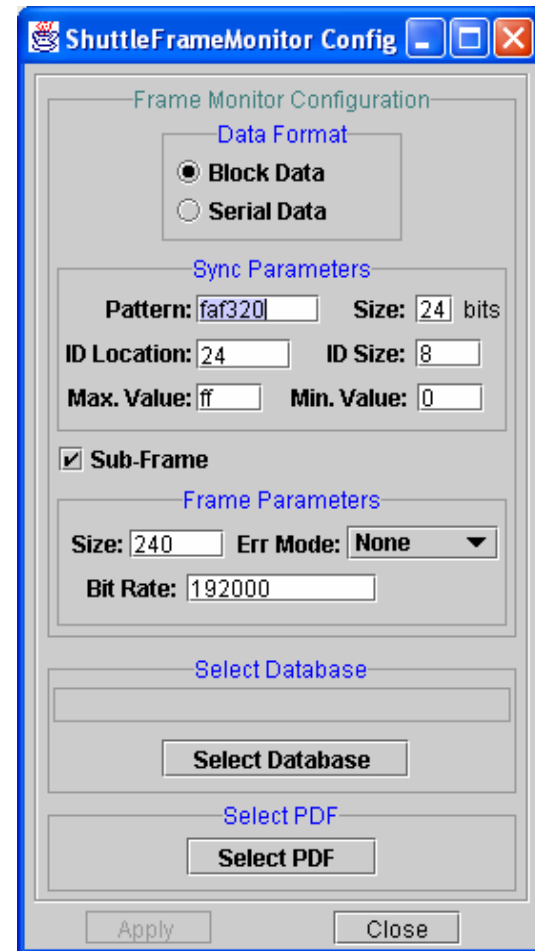 ShuttleFrameMonitor Config
Frame Monitor Configuration
Data Format
Block Data
Serial Data
Sync Parameters
Pattern: faf320 Size: 24 bits
ID Location: 24 ID Size: 8
Max. Value: ff Min. Value: 0
Sub-Frame
Frame Parameters
Size: 240 Err Mode: None
Bit Rate: 192000
Select Database
Select Database
Select PDF
Select PDF
Apply Close